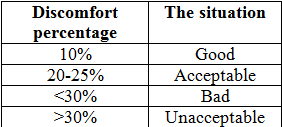 Discomfort percentage | The situation
10% | Good
20-25% | Acceptable
<30% | Bad
>30% | Unacceptable